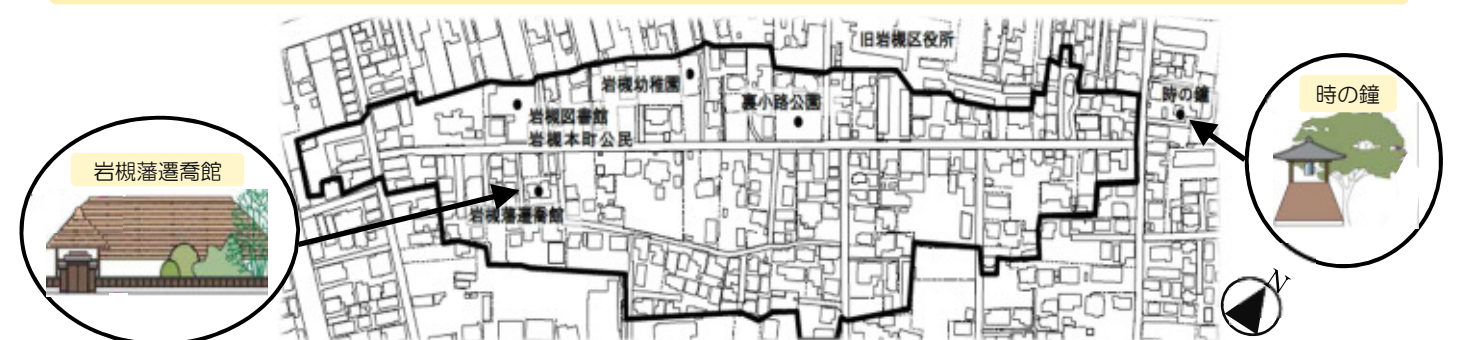 旧岩槻区役所
岩槻幼稚園
裏小路公園
時の鐘
岩槻図書館
岩槻本町公民
岩槻藩遷喬館
岩槻藩遷喬館
時の鐘
N